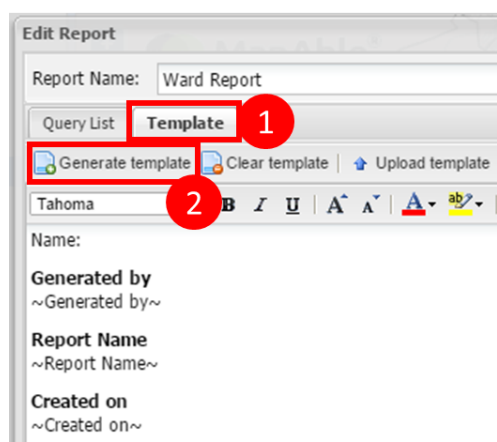 Edit Report
Report Name: Ward Report
Query List Template 1
Generate template Clear template Upload template
Tahoma 2 B I U A A A ab
Name:
Generated by
~Generated by~
Report Name
~Report Name~
Created on
~Created on~